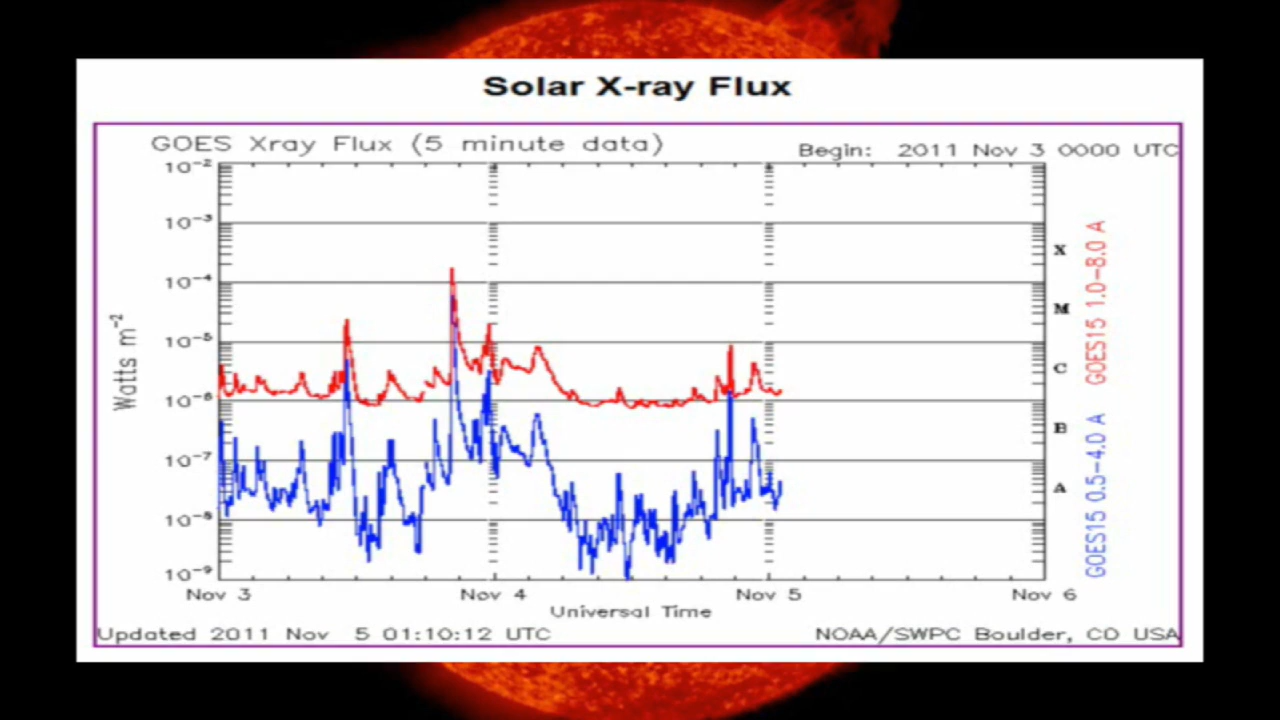 Solar X-ray Flux
GOES Xray Flux (5 minute data)
Begin: 2011 Nov 3 0000 UTC
10-2
10-3
10-4
10-5
10-6
10-7
10-8
10-9
Watts m-2
X
M
C
B
A
GOES15 1.0-8.0 A
GOES15 0.5-4.0 A
Nov 3
Nov 4
Nov 5
Nov 6
Universal Time
Updated 2011 Nov 5 01:10:12 UTC
NOAA/SWPC Boulder, CO USA